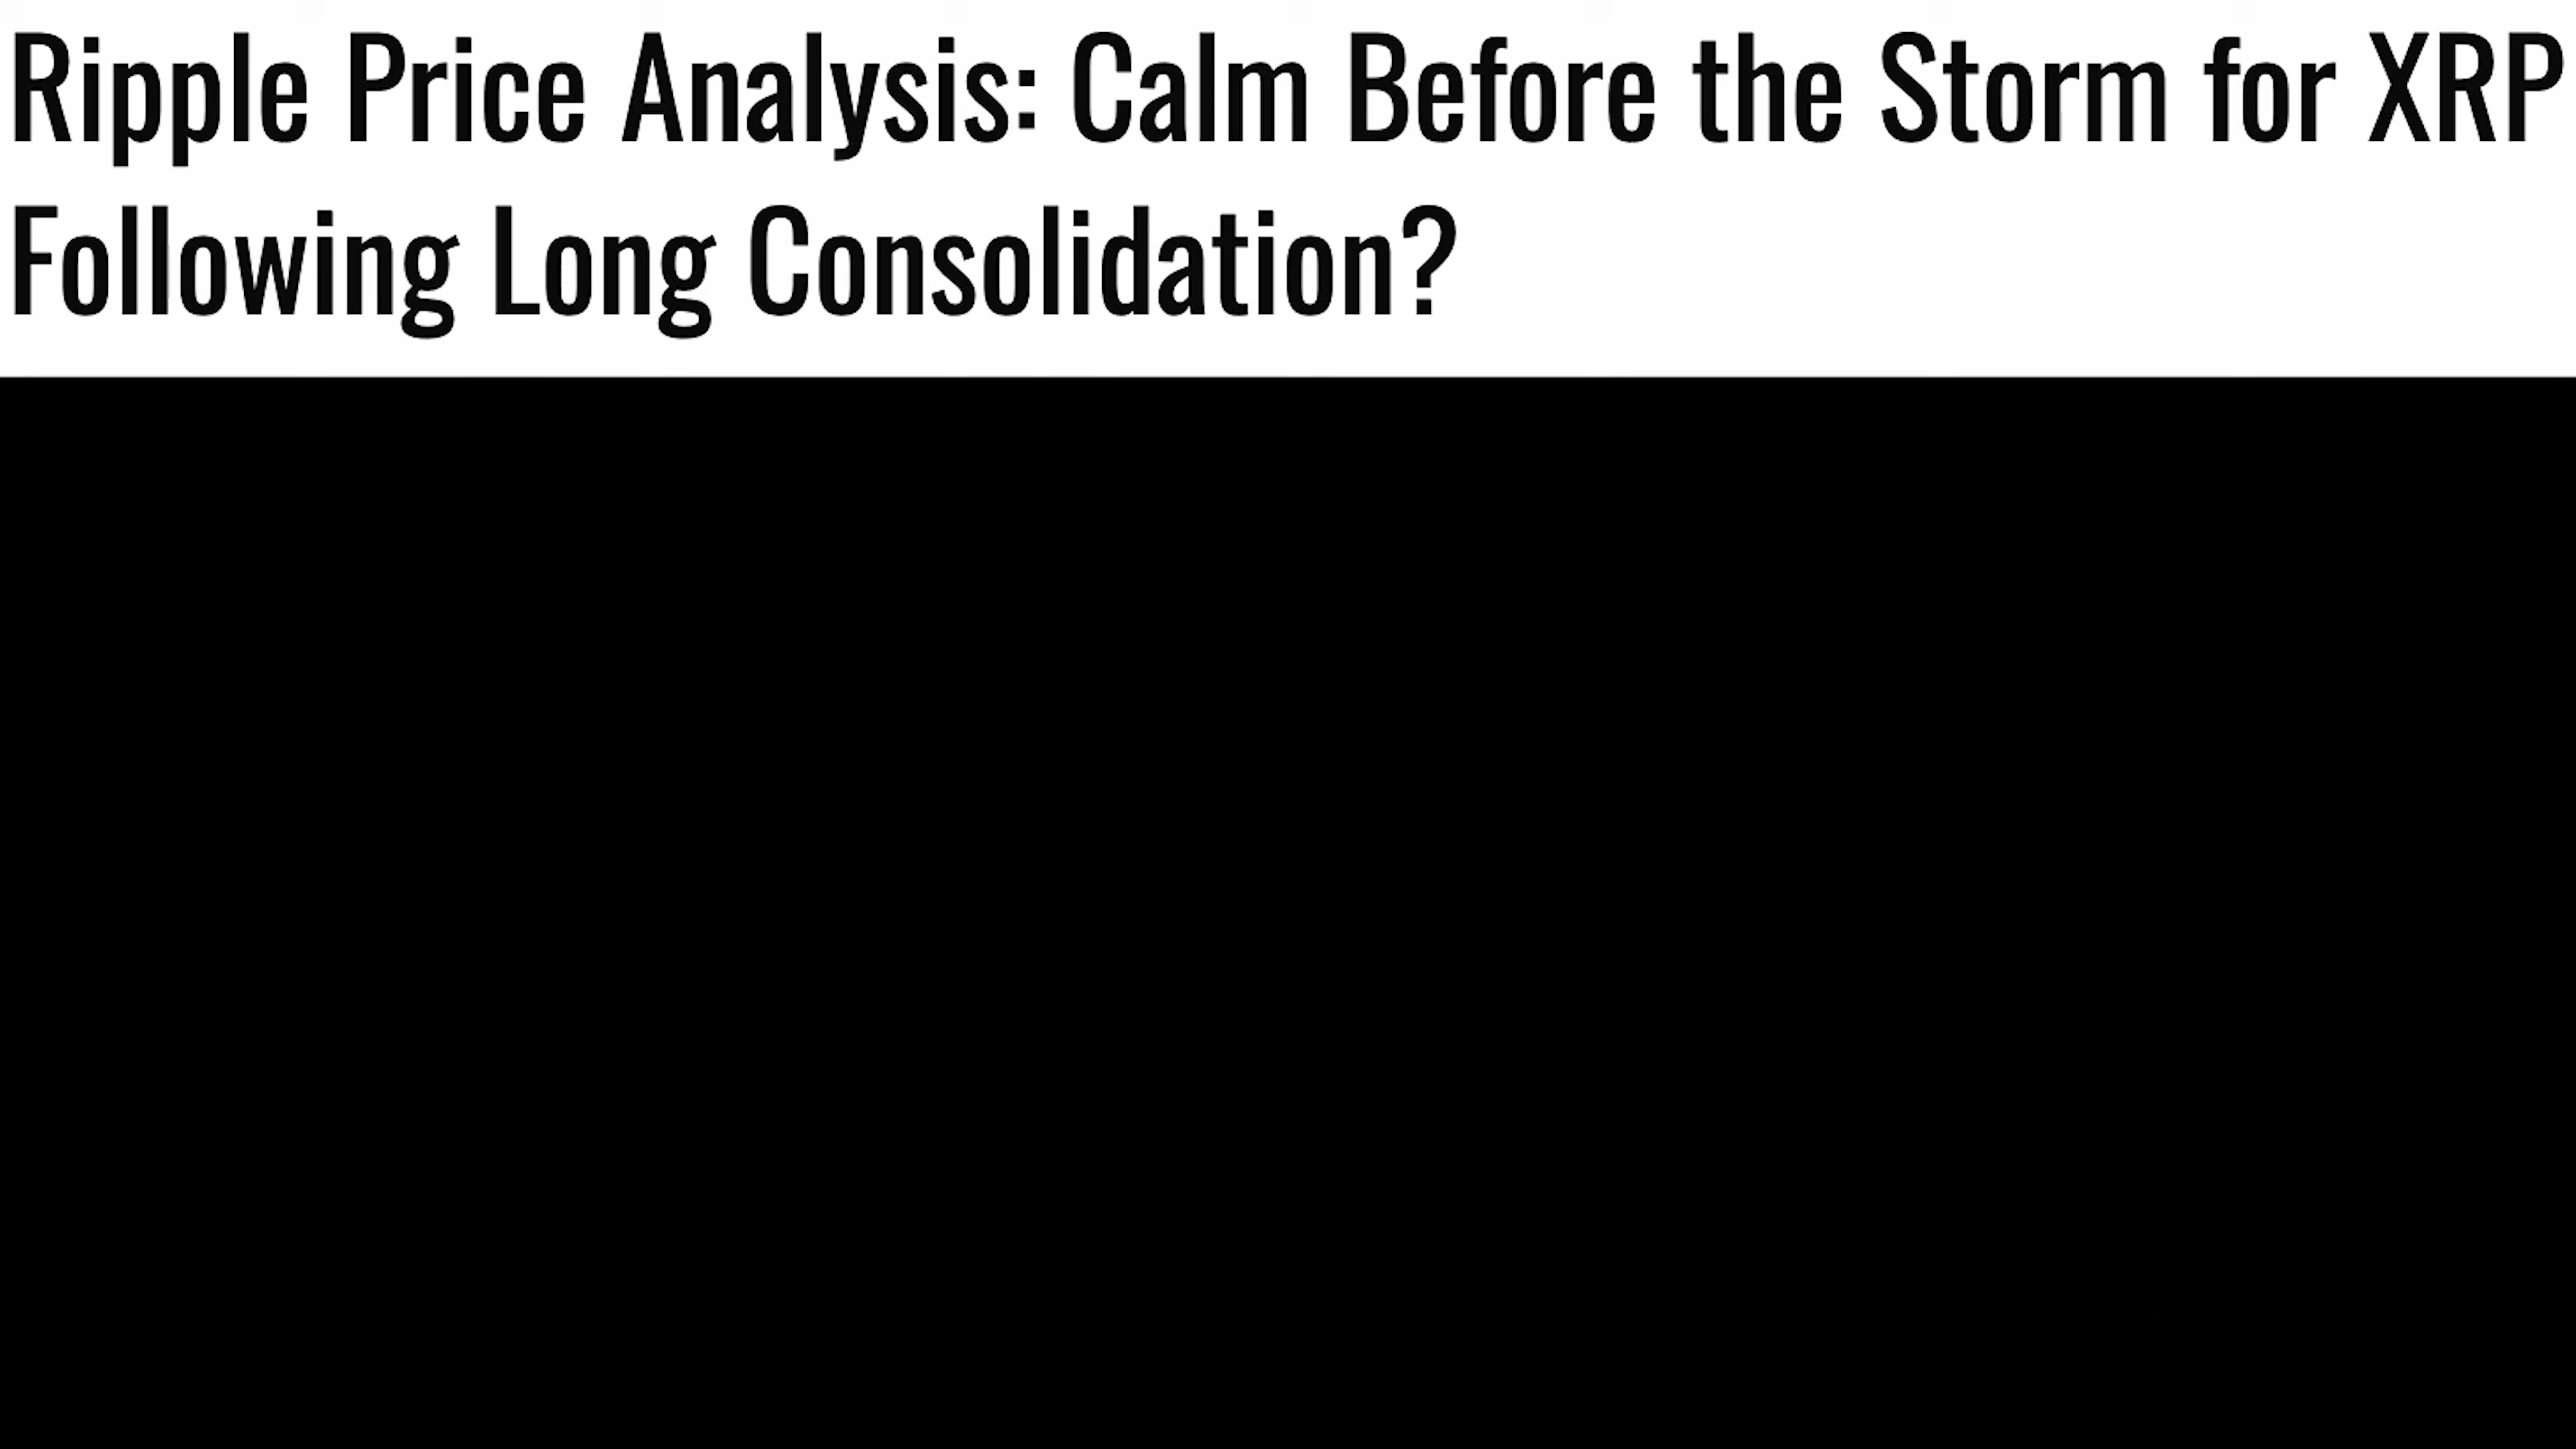 Ripple Price Analysis: Calm Before the Storm for XRP
Following Long Consolidation?